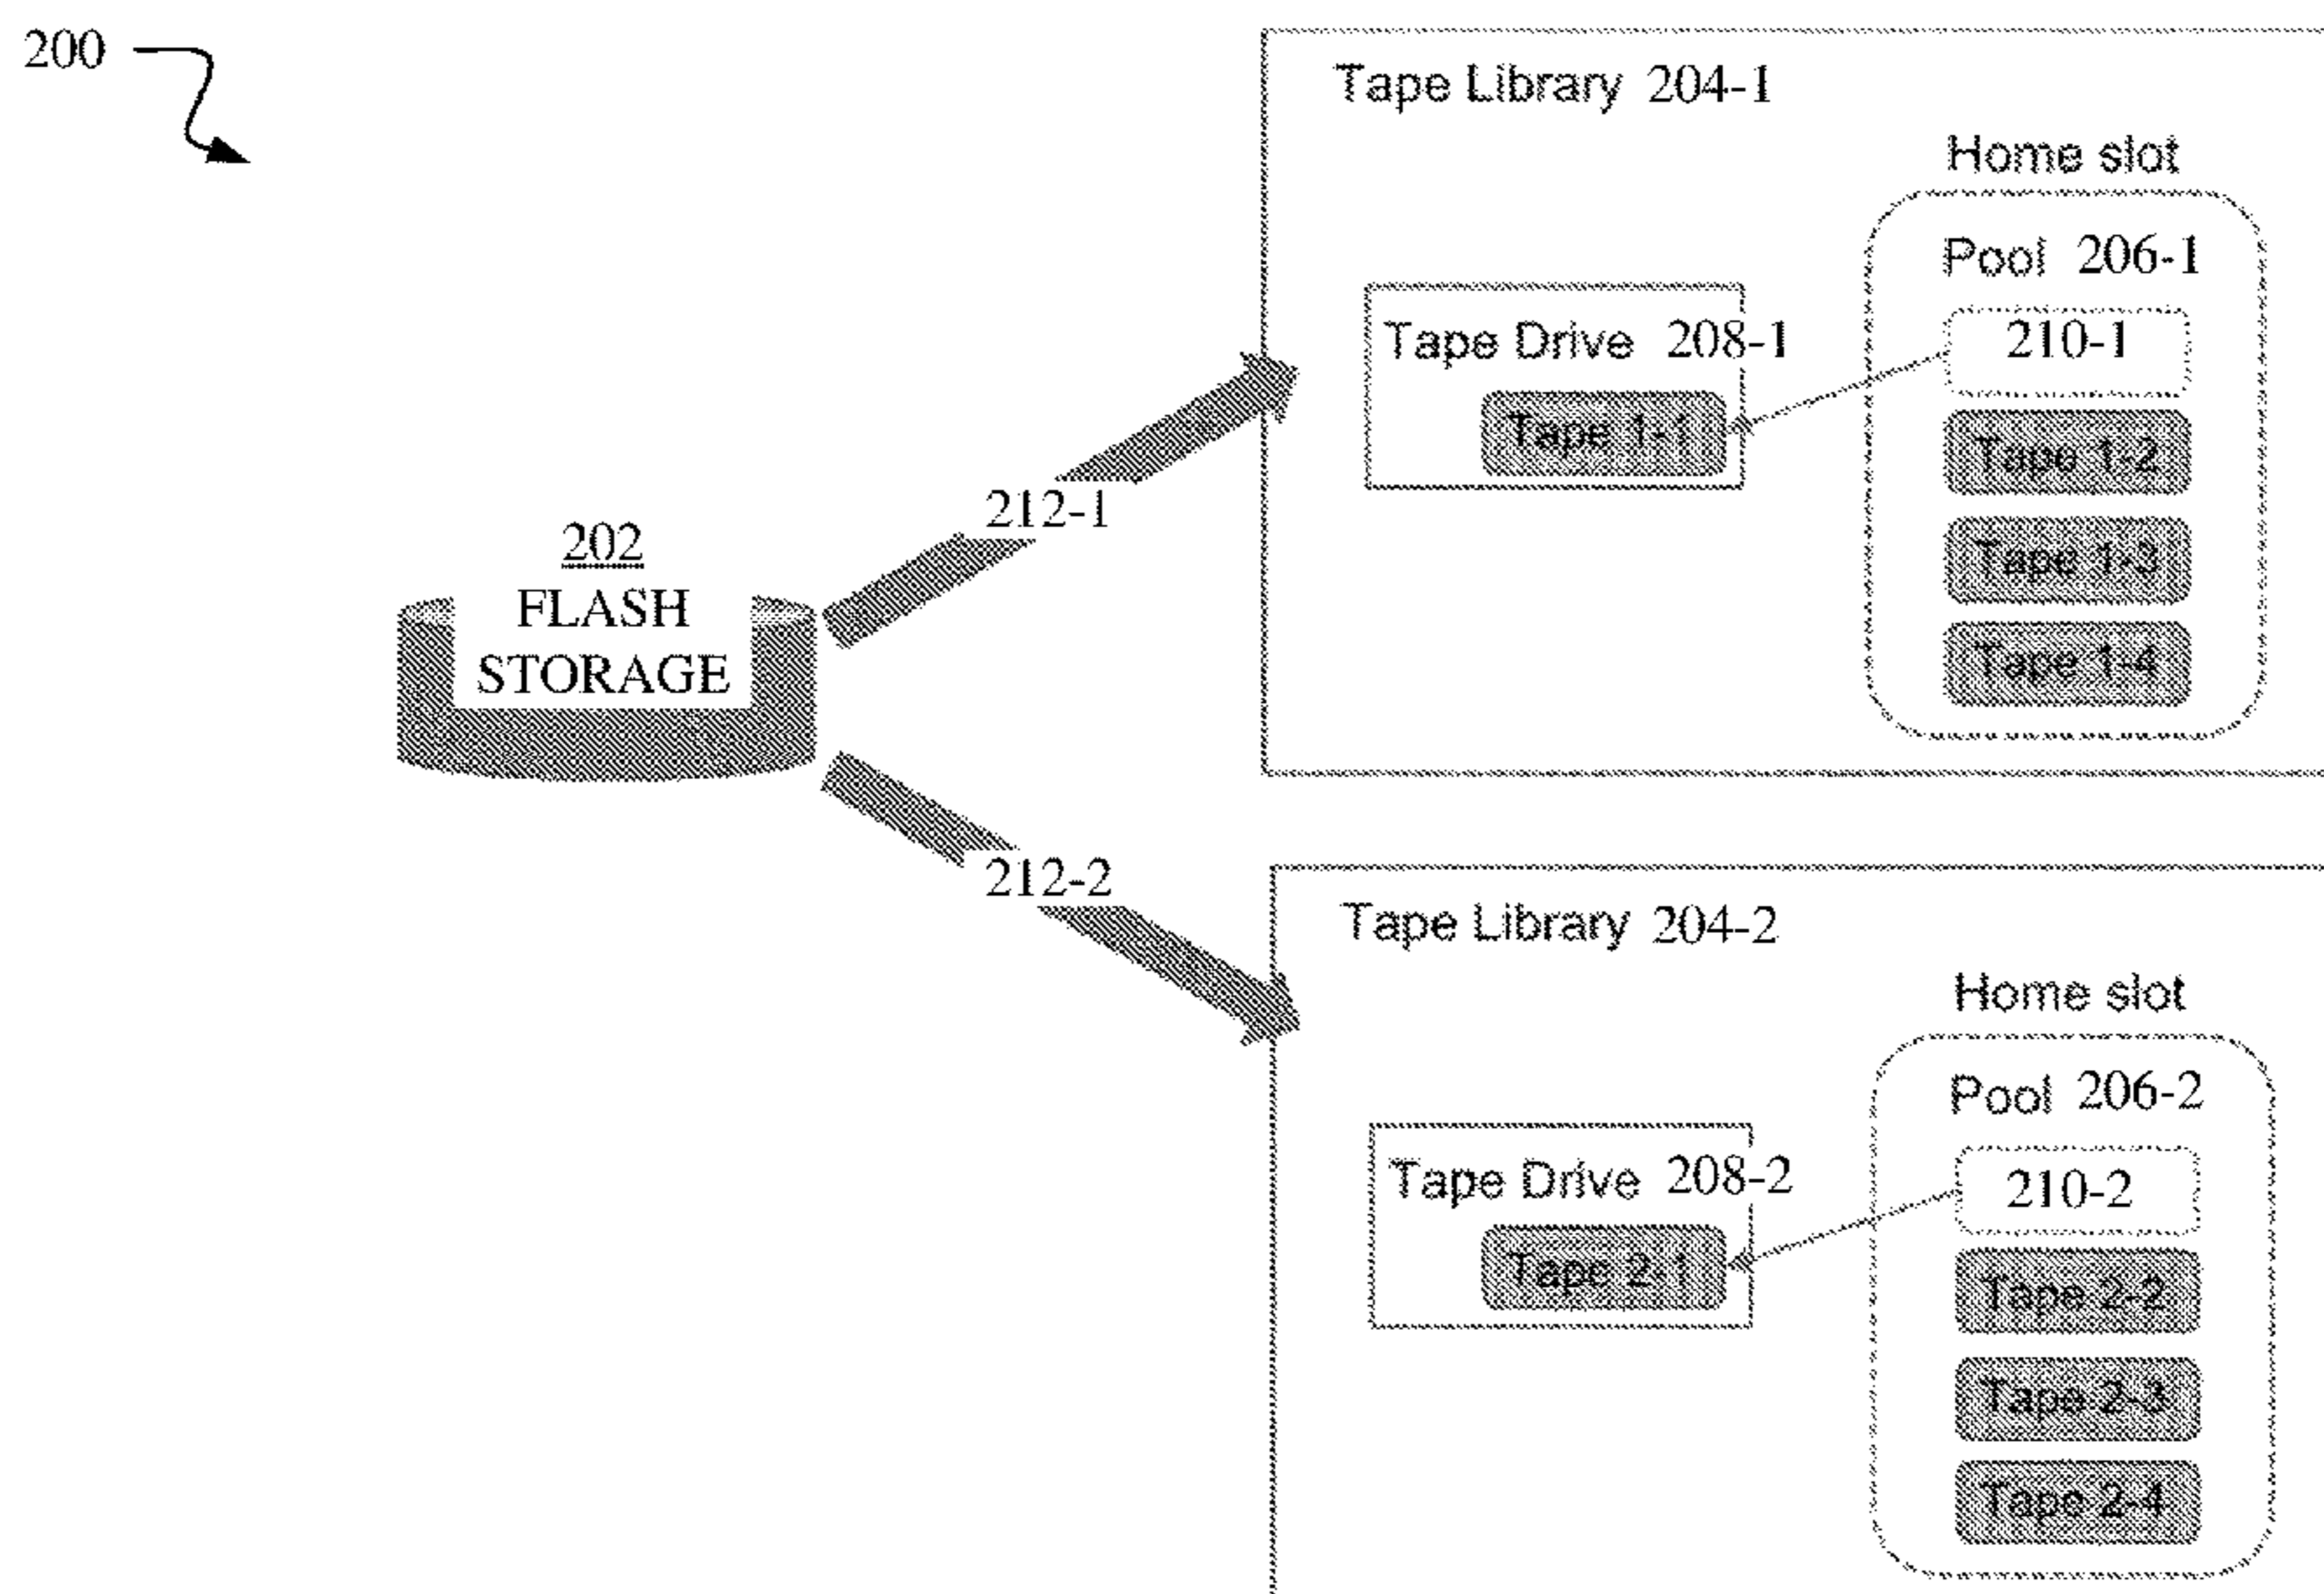 200
Tape Library 204-1
Home slot
Pool 206-1
Tape Drive 208-1
210-1
Tape 1-1
Tape 1-2
Tape 1-3
Tape 1-4
212-1
202
FLASH
STORAGE
212-2
Tape Library 204-2
Home slot
Pool 206-2
Tape Drive 208-2
210-2
Tape 2-1
Tape 2-2
Tape 2-3
Tape 2-4